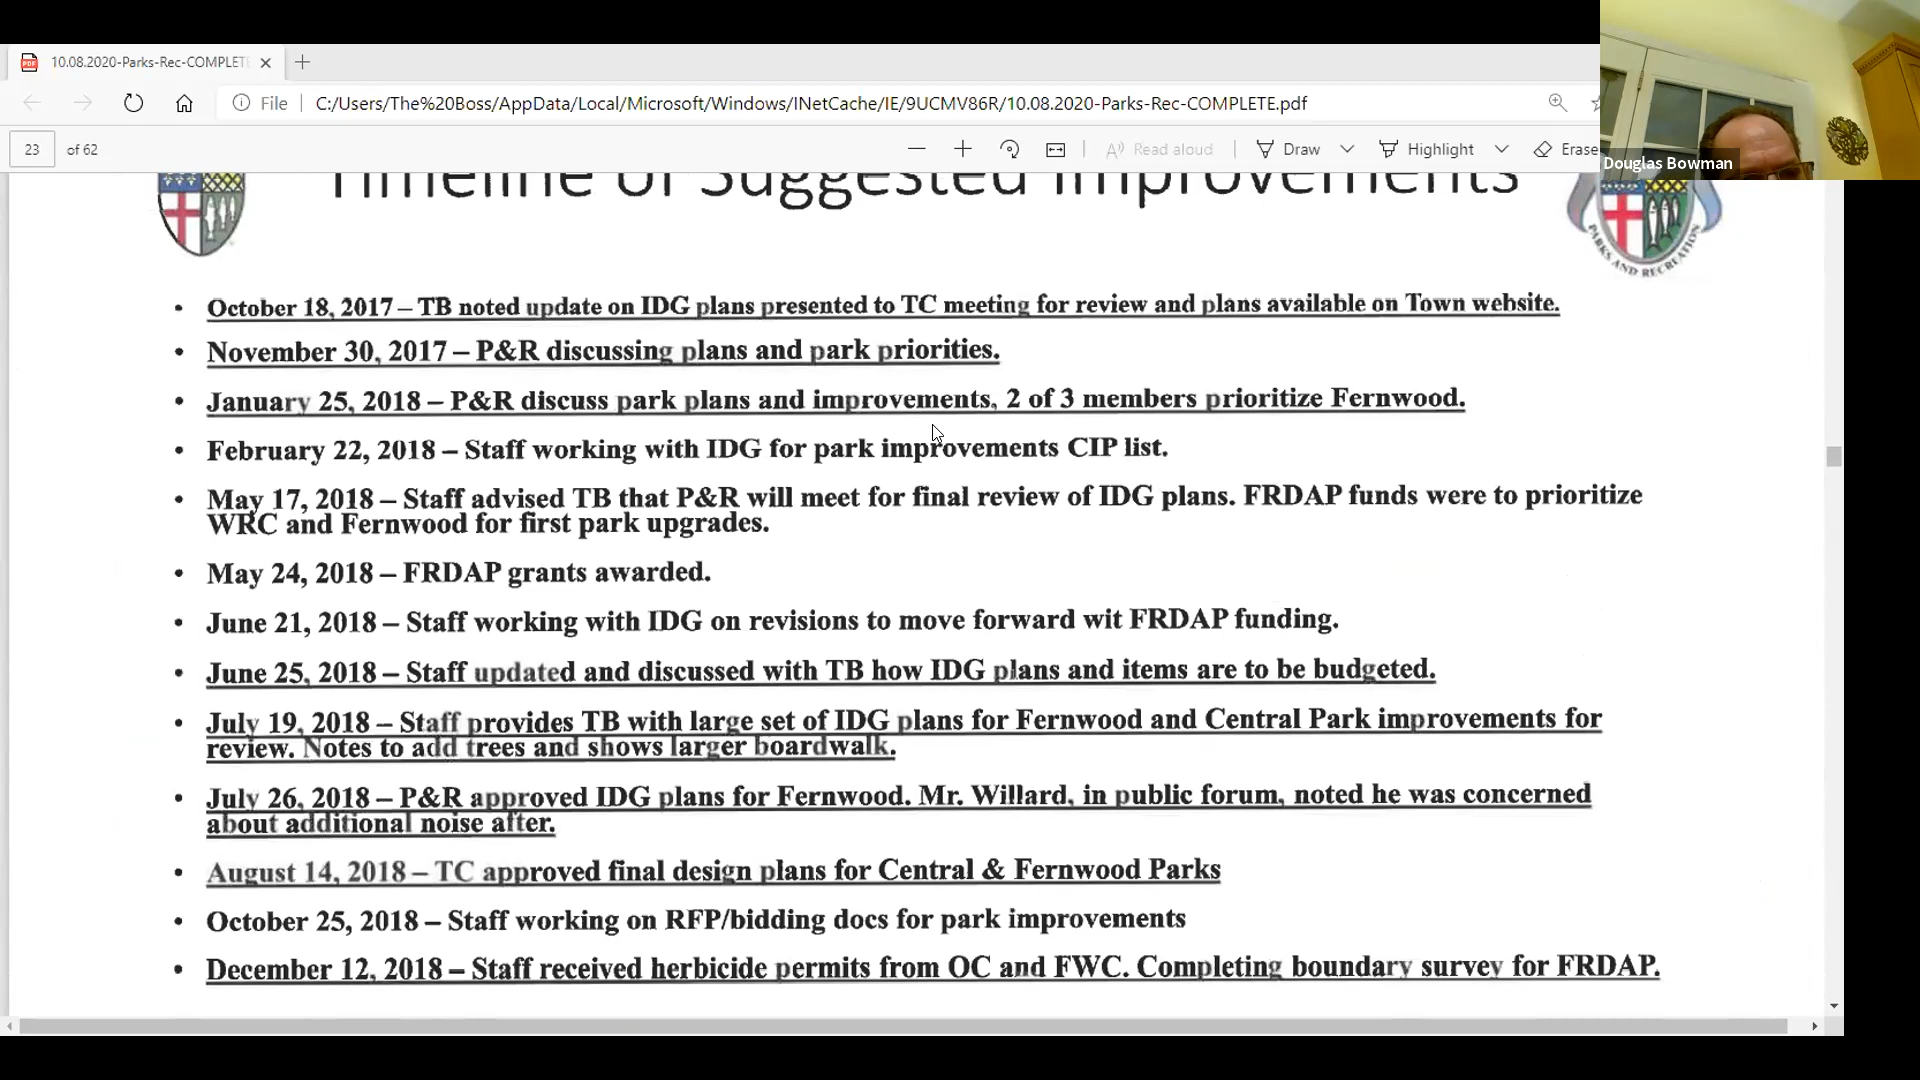 10.08.2020-Parks-Rec-COMPLET
File
C:/Users/The%20Boss/AppData/Local/Microsoft/Windows/INetCache/IE/9UCMV86R/10.08.2020-Parks-Rec-COMPLETE.pdf
23 of 62
Read aloud
Draw
Highlight
Erase
Douglas Bowman
Timeline of Suggested Improvements
PARKS AND RECREATION
• October 18, 2017 – TB noted update on IDG plans presented to TC meeting for review and plans available on Town website.
• November 30, 2017 – P&R discussing plans and park priorities.
• January 25, 2018 – P&R discuss park plans and improvements, 2 of 3 members prioritize Fernwood.
• February 22, 2018 – Staff working with IDG for park improvements CIP list.
• May 17, 2018 – Staff advised TB that P&R will meet for final review of IDG plans. FRDAP funds were to prioritize
WRC and Fernwood for first park upgrades.
• May 24, 2018 – FRDAP grants awarded.
• June 21, 2018 – Staff working with IDG on revisions to move forward wit FRDAP funding.
• June 25, 2018 – Staff updated and discussed with TB how IDG plans and items are to be budgeted.
• July 19, 2018 – Staff provides TB with large set of IDG plans for Fernwood and Central Park improvements for
review. Notes to add trees and shows larger boardwalk.
• July 26, 2018 – P&R approved IDG plans for Fernwood. Mr. Willard, in public forum, noted he was concerned
about additional noise after.
• August 14, 2018 – TC approved final design plans for Central & Fernwood Parks
• October 25, 2018 – Staff working on RFP/bidding docs for park improvements
• December 12, 2018 – Staff received herbicide permits from OC and FWC. Completing boundary survey for FRDAP.